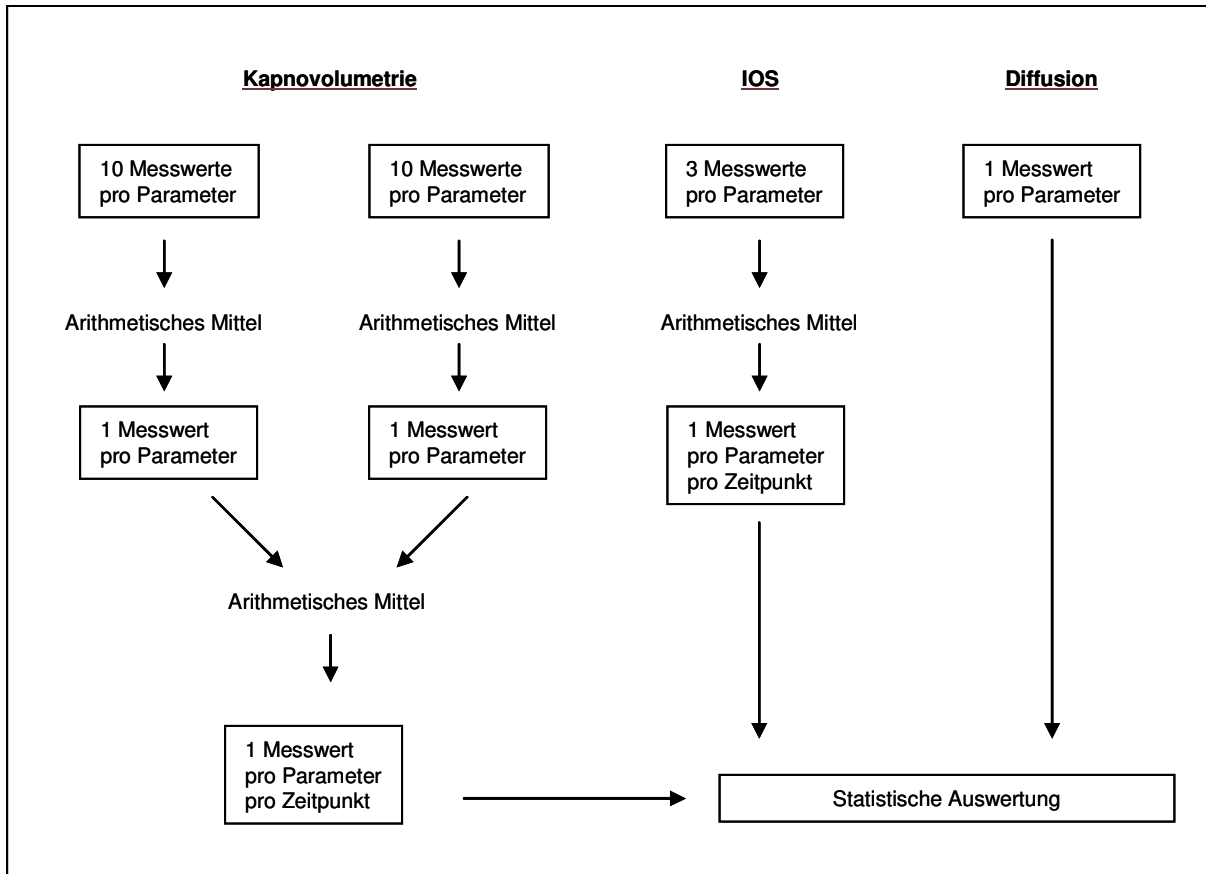 Kapnovolumetrie
IOS
Diffusion
10 Messwerte
pro Parameter
10 Messwerte
pro Parameter
3 Messwerte
pro Parameter
1 Messwert
pro Parameter
Arithmetisches Mittel
Arithmetisches Mittel
Arithmetisches Mittel
1 Messwert
pro Parameter
1 Messwert
pro Parameter
1 Messwert
pro Parameter
pro Zeitpunkt
Arithmetisches Mittel
1 Messwert
pro Parameter
pro Zeitpunkt
Statistische Auswertung